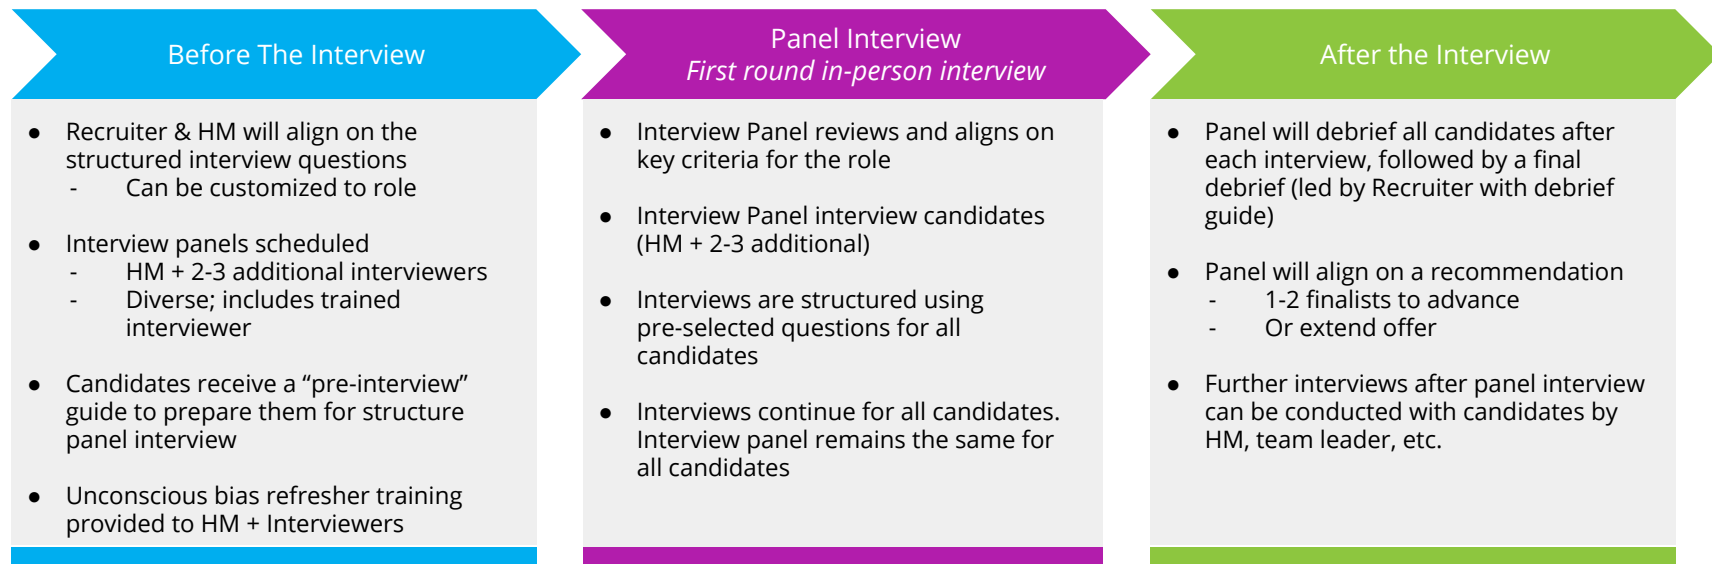 Before The Interview
● Recruiter & HM will align on the
structured interview questions
- Can be customized to role
● Interview panels scheduled
- HM + 2-3 additional interviewers
- Diverse; includes trained
interviewer
● Candidates receive a “pre-interview”
guide to prepare them for structure
panel interview
● Unconscious bias refresher training
provided to HM + Interviewers
Panel Interview
First round in-person interview
● Interview Panel reviews and aligns on
key criteria for the role
● Interview Panel interview candidates
(HM + 2-3 additional)
● Interviews are structured using
pre-selected questions for all
candidates
● Interviews continue for all candidates.
Interview panel remains the same for
all candidates
After the Interview
● Panel will debrief all candidates after
each interview, followed by a final
debrief (led by Recruiter with debrief
guide)
● Panel will align on a recommendation
- 1-2 finalists to advance
- Or extend offer
● Further interviews after panel interview
can be conducted with candidates by
HM, team leader, etc.